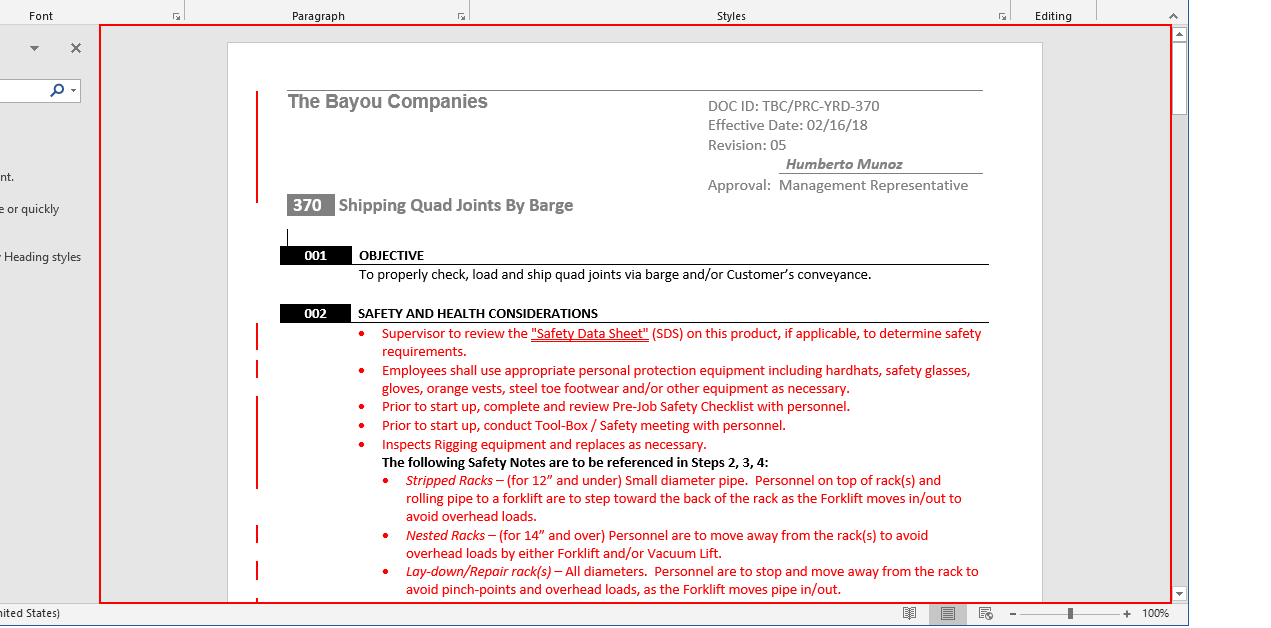 Font Paragraph Styles Editing
nt.
e or quickly
Heading styles
The Bayou Companies
DOC ID: TBC/PRC-YRD-370
Effective Date: 02/16/18
Revision: 05
Humberto Munoz
Approval: Management Representative
370 Shipping Quad Joints By Barge
001 OBJECTIVE
To properly check, load and ship quad joints via barge and/or Customer’s conveyance.
002 SAFETY AND HEALTH CONSIDERATIONS
• Supervisor to review the "Safety Data Sheet" (SDS) on this product, if applicable, to determine safety
requirements.
• Employees shall use appropriate personal protection equipment including hardhats, safety glasses,
gloves, orange vests, steel toe footwear and/or other equipment as necessary.
• Prior to start up, complete and review Pre-Job Safety Checklist with personnel.
• Prior to start up, conduct Tool-Box / Safety meeting with personnel.
• Inspects Rigging equipment and replaces as necessary.
The following Safety Notes are to be referenced in Steps 2, 3, 4:
• Stripped Racks – (for 12” and under) Small diameter pipe. Personnel on top of rack(s) and
rolling pipe to a forklift are to step toward the back of the rack as the Forklift moves in/out to
avoid overhead loads.
• Nested Racks – (for 14” and over) Personnel are to move away from the rack(s) to avoid
overhead loads by either Forklift and/or Vacuum Lift.
• Lay-down/Repair rack(s) – All diameters. Personnel are to stop and move away from the rack to
avoid pinch-points and overhead loads, as the Forklift moves pipe in/out.
nited States) 100%